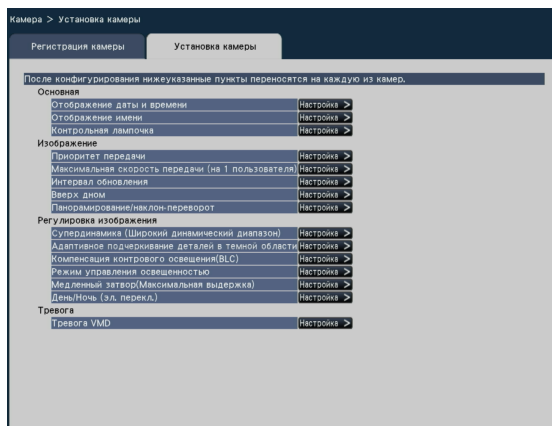 Камера > Установка камеры
Регистрация камеры Установка камеры
После конфигурирования нижеуказанные пункты переносятся на каждую из камер.
Основная
Отображение даты и времени Настройка >
Отображение имени Настройка >
Контрольная лампочка Настройка >
Изображение
Приоритет передачи Настройка >
Максимальная скорость передачи (на 1 пользователя) Настройка >
Интервал обновления Настройка >
Вверх дном Настройка >
Панорамирование/наклон-переворот Настройка >
Регулировка изображения
Супердинамика (Широкий динамический диапазон) Настройка >
Адаптивное подчеркивание деталей в темной области Настройка >
Компенсация контрового освещения(BLC) Настройка >
Режим управления освещенностью Настройка >
Медленный затвор(Максимальная выдержка) Настройка >
День/Ночь (эл. перекл.) Настройка >
Тревога
Тревога VMD Настройка >